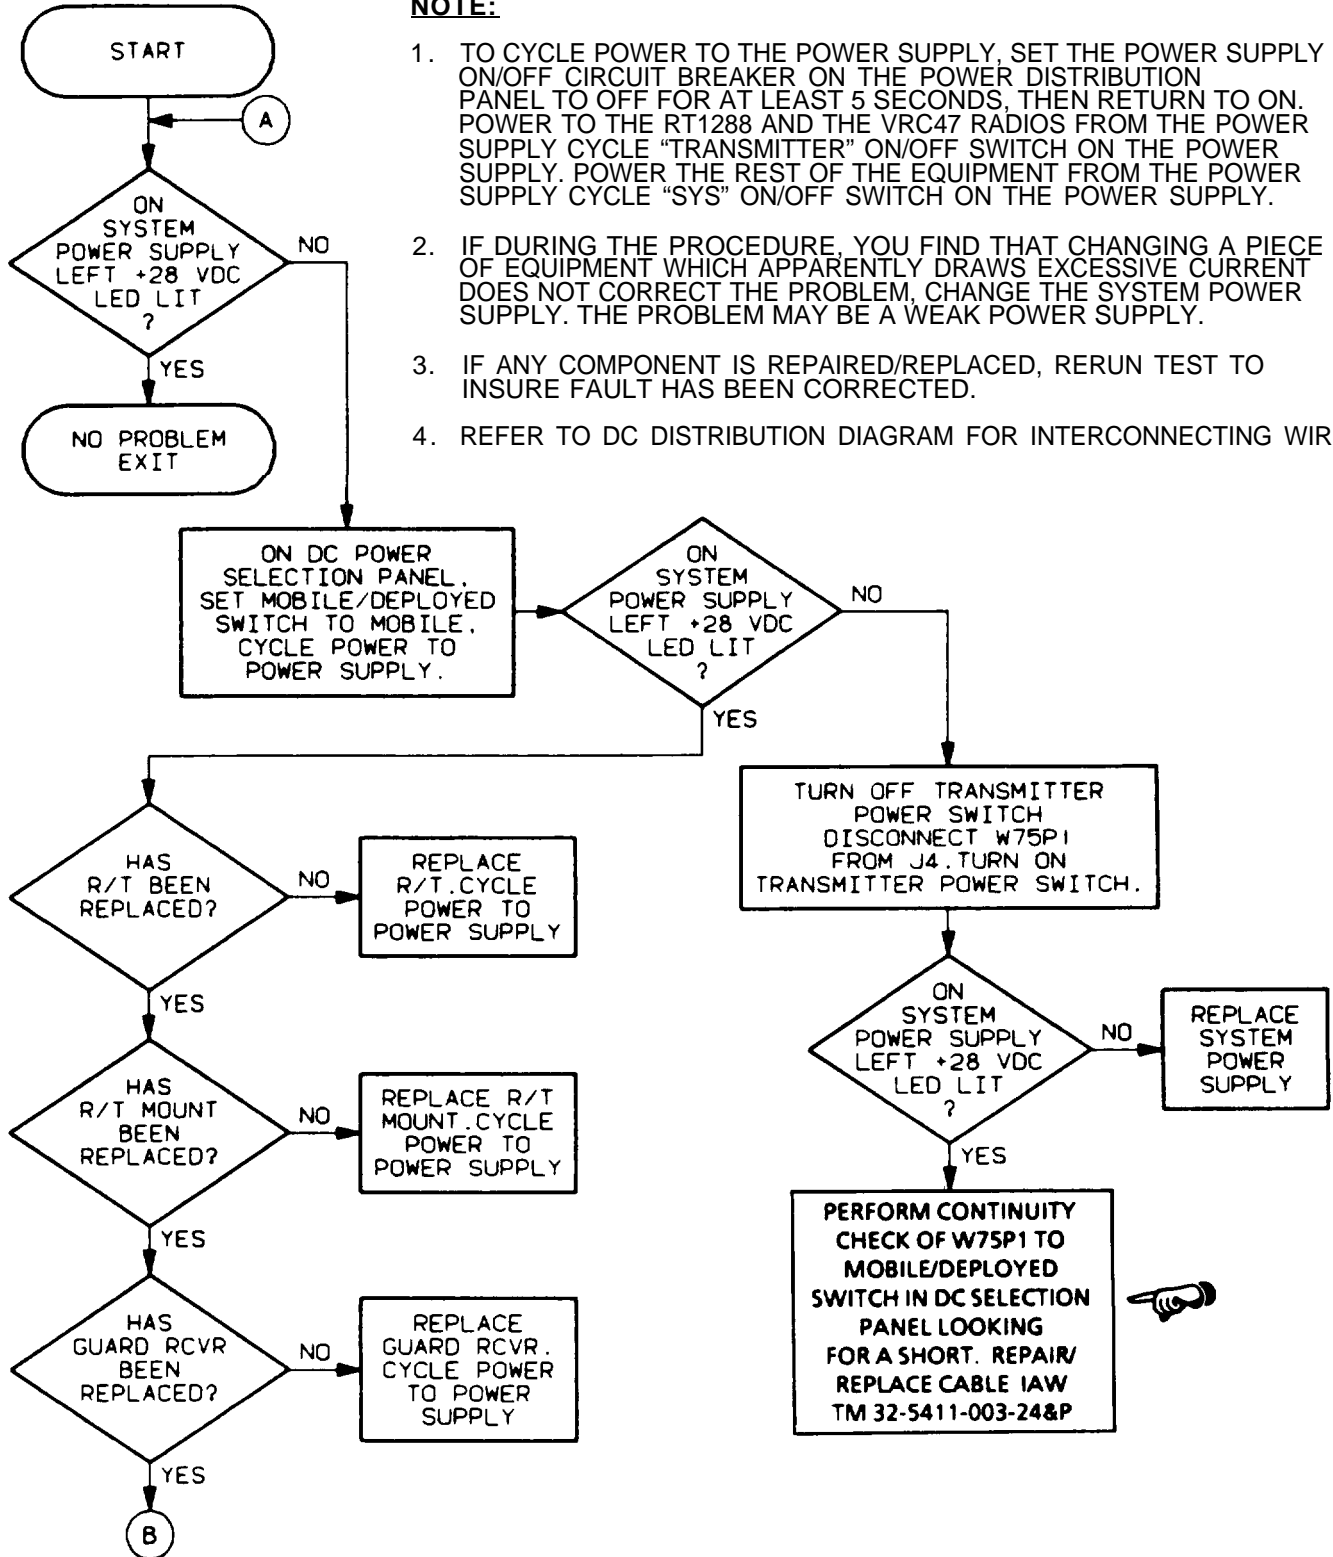 NOTE:
1. TO CYCLE POWER TO THE POWER SUPPLY, SET THE POWER SUPPLY
ON/OFF CIRCUIT BREAKER ON THE POWER DISTRIBUTION
PANEL TO OFF FOR AT LEAST 5 SECONDS, THEN RETURN TO ON.
POWER TO THE RT1288 AND THE VRC47 RADIOS FROM THE POWER
SUPPLY CYCLE “TRANSMITTER” ON/OFF SWITCH ON THE POWER
SUPPLY. POWER THE REST OF THE EQUIPMENT FROM THE POWER
SUPPLY CYCLE “SYS” ON/OFF SWITCH ON THE POWER SUPPLY.
2. IF DURING THE PROCEDURE, YOU FIND THAT CHANGING A PIECE
OF EQUIPMENT WHICH APPARENTLY DRAWS EXCESSIVE CURRENT
DOES NOT CORRECT THE PROBLEM, CHANGE THE SYSTEM POWER
SUPPLY. THE PROBLEM MAY BE A WEAK POWER SUPPLY.
3. IF ANY COMPONENT IS REPAIRED/REPLACED, RERUN TEST TO
INSURE FAULT HAS BEEN CORRECTED.
4. REFER TO DC DISTRIBUTION DIAGRAM FOR INTERCONNECTING WIR
START
A
ON
SYSTEM
POWER SUPPLY
LEFT +28 VDC
LED LIT
?
NO
YES
NO PROBLEM
EXIT
ON DC POWER
SELECTION PANEL.
SET MOBILE/DEPLOYED
SWITCH TO MOBILE.
CYCLE POWER TO
POWER SUPPLY.
ON
SYSTEM
POWER SUPPLY
LEFT +28 VDC
LED LIT
?
NO
YES
TURN OFF TRANSMITTER
POWER SWITCH
DISCONNECT W75P1
FROM J4.TURN ON
TRANSMITTER POWER SWITCH.
HAS
R/T BEEN
REPLACED?
NO
REPLACE
R/T.CYCLE
POWER TO
POWER SUPPLY
YES
ON
SYSTEM
POWER SUPPLY
LEFT +28 VDC
LED LIT
?
NO
REPLACE
SYSTEM
POWER
SUPPLY
YES
HAS
R/T MOUNT
BEEN
REPLACED?
NO
REPLACE R/T
MOUNT.CYCLE
POWER TO
POWER SUPPLY
YES
PERFORM CONTINUITY
CHECK OF W75P1 TO
MOBILE/DEPLOYED
SWITCH IN DC SELECTION
PANEL LOOKING
FOR A SHORT. REPAIR/
REPLACE CABLE IAW
TM 32-5411-003-24&P
HAS
GUARD RCVR
BEEN
REPLACED?
NO
REPLACE
GUARD RCVR.
CYCLE POWER
TO POWER
SUPPLY
YES
B